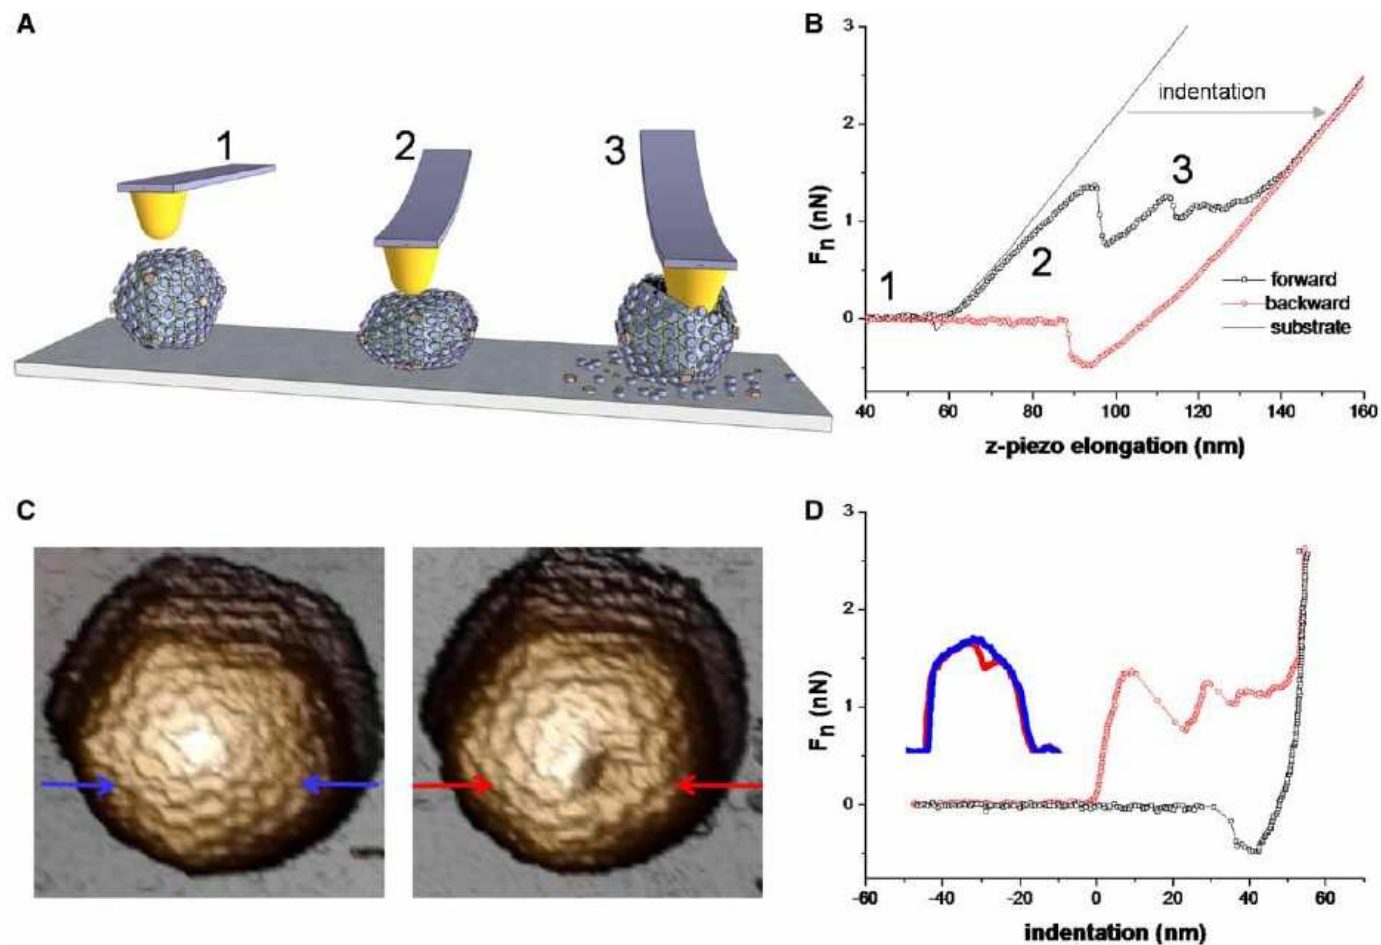 A
1
2
3
B
3
2
1
0
Fn (nN)
indentation
1
2
3
forward
backward
substrate
40 60 80 100 120 140 160
z-piezo elongation (nm)
C
D
3
2
1
0
Fn (nN)
-60 -40 -20 0 20 40 60
indentation (nm)